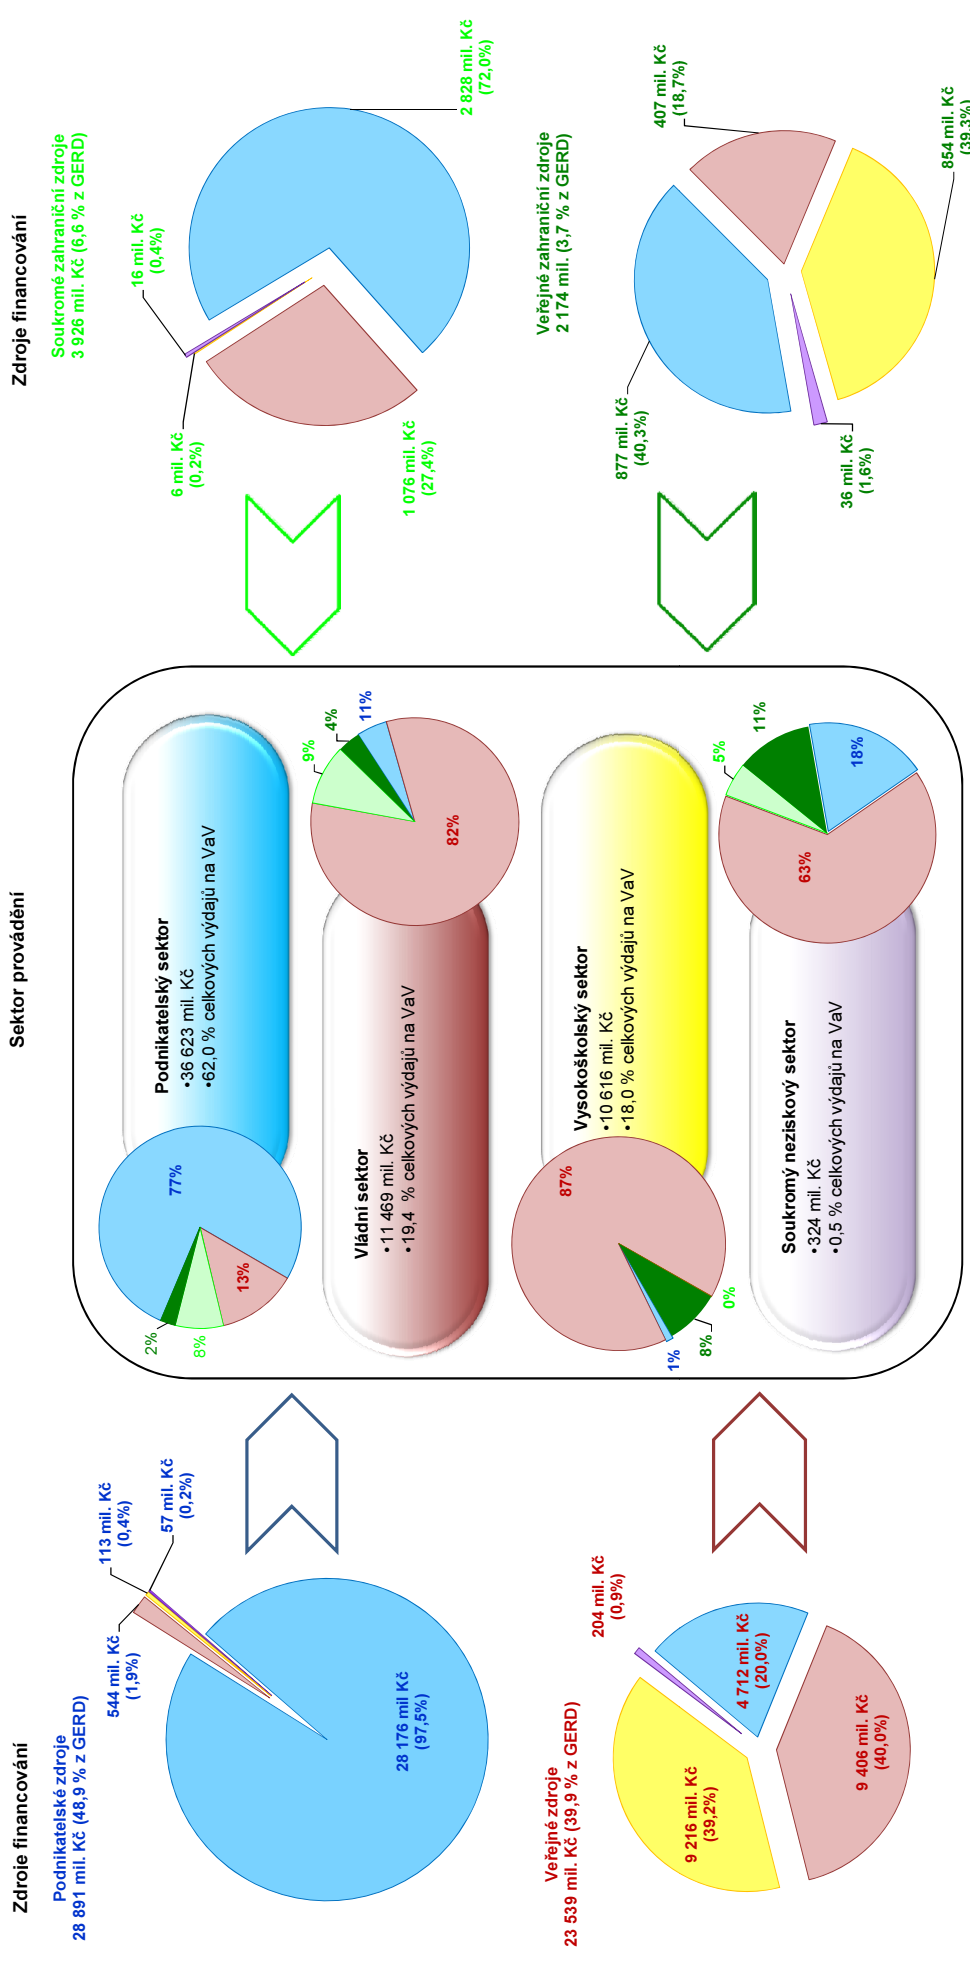 Zdroje financování
Podnikatelské zdroje
28 891 mil. Kč (48,9 % z GERD)
544 mil. Kč
(1,9%)
113 mil. Kč
(0,4%)
57 mil. Kč
(0,2%)
28 176 mil Kč
(97,5%)
Veřejné zdroje
23 539 mil. Kč (39,9 % z GERD)
204 mil. Kč
(0,9%)
4 712 mil. Kč
(20,0%)
9 216 mil. Kč
(39,2%)
9 406 mil. Kč
(40,0%)
Sektor provádění
Podnikatelský sektor
•36 623 mil. Kč
•62,0 % celkových výdajů na VaV
77%
2%
8%
13%
Vládní sektor
•11 469 mil. Kč
•19,4 % celkových výdajů na VaV
9%
4%
11%
82%
Vysokoškolský sektor
•10 616 mil. Kč
•18,0 % celkových výdajů na VaV
87%
1%
8%
0%
Soukromý neziskový sektor
•324 mil. Kč
•0,5 % celkových výdajů na VaV
5%
11%
18%
63%
Zdroje financování
Soukromé zahraniční zdroje
3 926 mil. Kč (6,6 % z GERD)
16 mil. Kč
(0,4%)
6 mil. Kč
(0,2%)
2 828 mil. Kč
(72,0%)
1 076 mil. Kč
(27,4%)
Veřejné zahraniční zdroje
2 174 mil. (3,7 % z GERD)
877 mil. Kč
(40,3%)
407 mil. Kč
(18,7%)
36 mil. Kč
(1,6%)
854 mil. Kč
(39,3%)